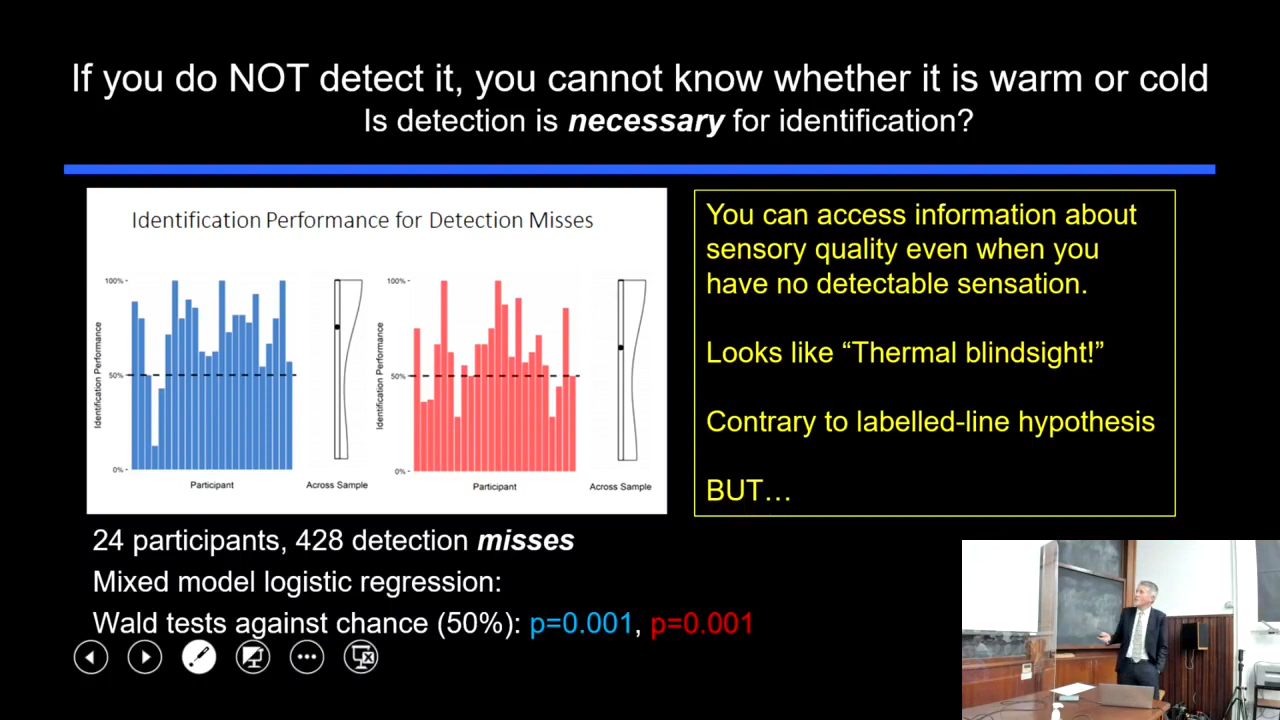 If you do NOT detect it, you cannot know whether it is warm or cold
Is detection is necessary for identification?
Identification Performance for Detection Misses
100%
50%
0%
Identification Performance
Participant
Across Sample
100%
50%
0%
Identification Performance
Participant
Across Sample
You can access information about
sensory quality even when you
have no detectable sensation.
Looks like “Thermal blindsight!”
Contrary to labelled-line hypothesis
BUT…
24 participants, 428 detection misses
Mixed model logistic regression:
Wald tests against chance (50%): p=0.001, p=0.001